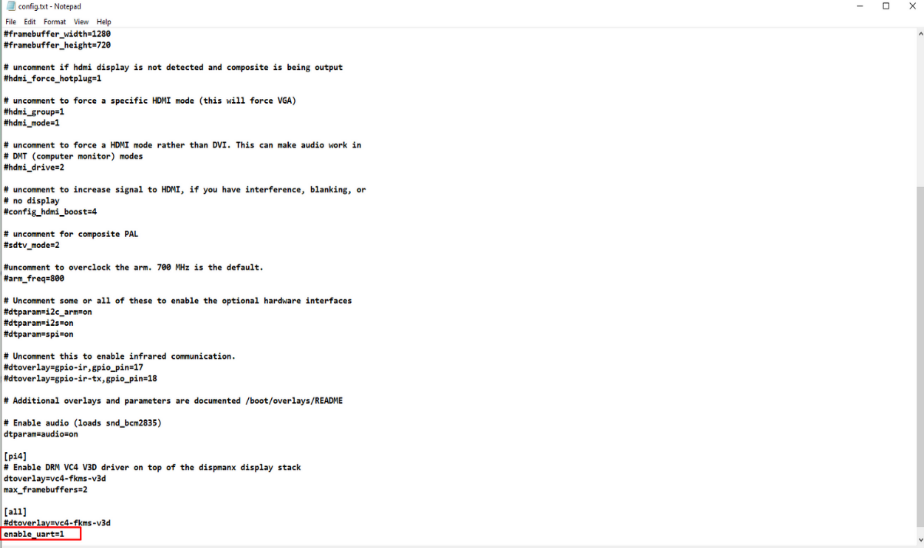 config.txt - Notepad
File Edit Format View Help
#framebuffer_width=1280
#framebuffer_height=720
# uncomment if hdmi display is not detected and composite is being output
#hdmi_force_hotplug=1
# uncomment to force a specific HDMI mode (this will force VGA)
#hdmi_group=1
#hdmi_mode=1
# uncomment to force a HDMI mode rather than DVI. This can make audio work in
# DMT (computer monitor) modes
#hdmi_drive=2
# uncomment to increase signal to HDMI, if you have interference, blanking, or
# no display
#config_hdmi_boost=4
# uncomment for composite PAL
#sdtv_mode=2
#uncomment to overclock the arm. 700 MHz is the default.
#arm_freq=800
# Uncomment some or all of these to enable the optional hardware interfaces
#dtparam=i2c_arm=on
#dtparam=i2s=on
#dtparam=spi=on
# Uncomment this to enable infrared communication.
#dtoverlay=gpio-ir,gpio_pin=17
#dtoverlay=gpio-ir-tx,gpio_pin=18
# Additional overlays and parameters are documented /boot/overlays/README
# Enable audio (loads snd_bcm2835)
dtparam=audio=on
[pi4]
# Enable DRM VC4 V3D driver on top of the dispmanx display stack
dtoverlay=vc4-fkms-v3d
max_framebuffers=2
[all]
#dtoverlay=vc4-fkms-v3d
enable_uart=1